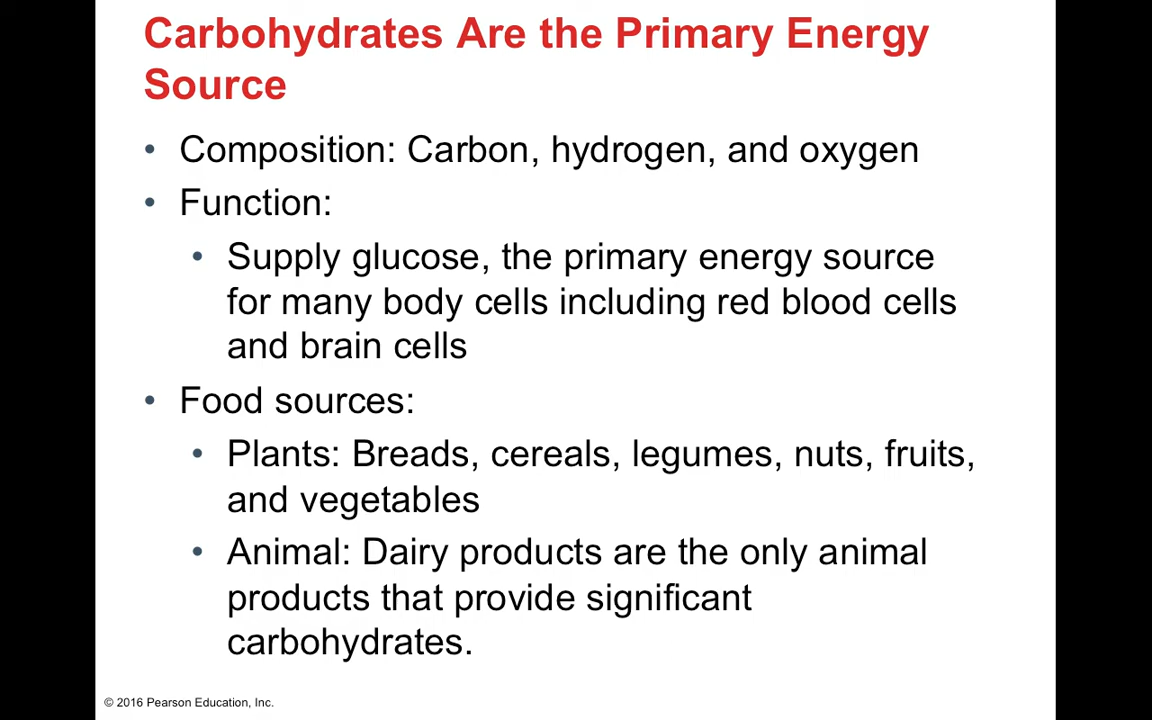 Carbohydrates Are the Primary Energy
Source
• Composition: Carbon, hydrogen, and oxygen
• Function:
• Supply glucose, the primary energy source
for many body cells including red blood cells
and brain cells
• Food sources:
• Plants: Breads, cereals, legumes, nuts, fruits,
and vegetables
• Animal: Dairy products are the only animal
products that provide significant
carbohydrates.
© 2016 Pearson Education, Inc.